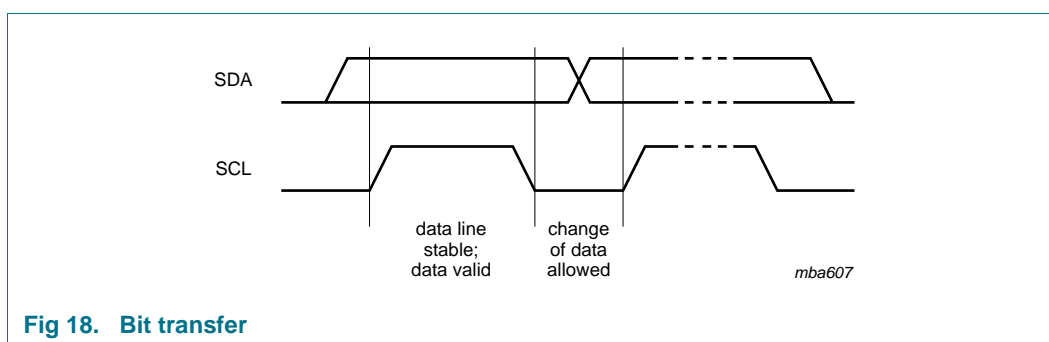 SDA
SCL
data line
stable;
data valid
change
of data
allowed
mba607
Fig 18. Bit transfer